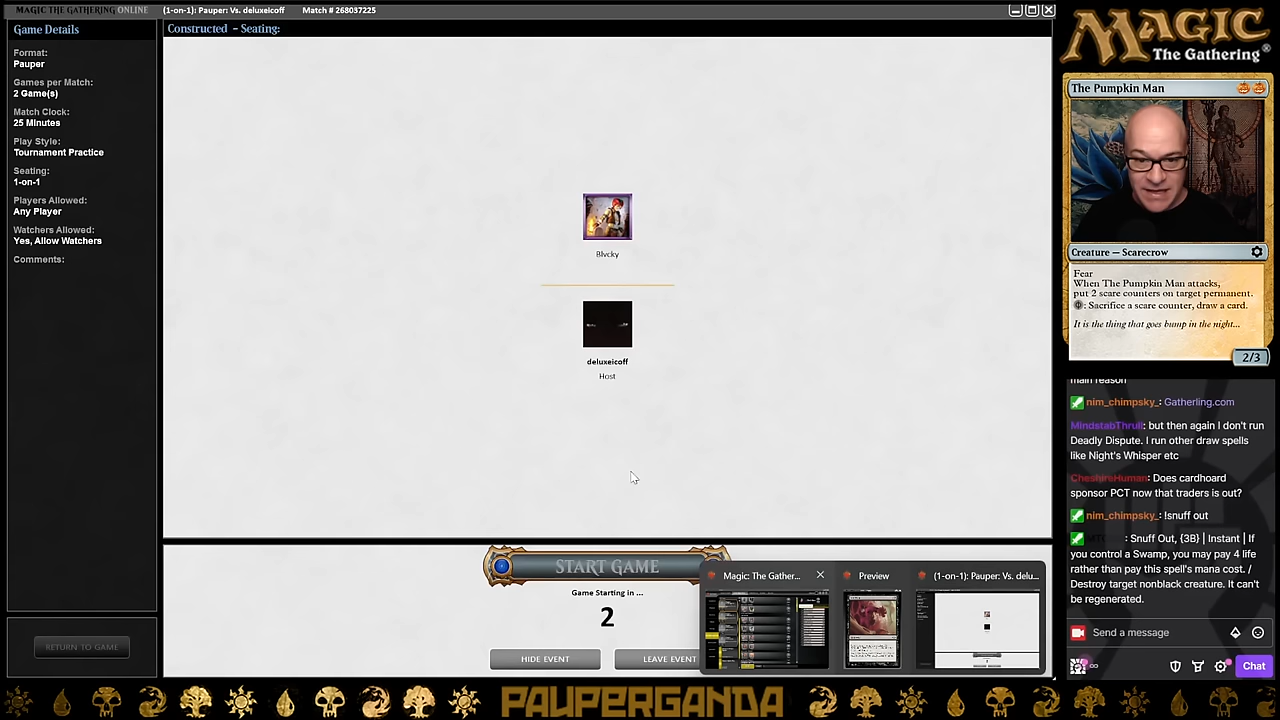 MAGIC THE GATHERING ONLINE (1-on-1): Pauper: Vs. deluxeicoff Match # 268037225
Game Details
Format:
Pauper
Games per Match:
2 Game(s)
Match Clock:
25 Minutes
Play Style:
Tournament Practice
Seating:
1-on-1
Players Allowed:
Any Player
Watchers Allowed:
Yes, Allow Watchers
Comments:
RETURN TO GAME
Constructed - Seating:
Blvcky
deluxeicoff
Host
START GAME
Game Starting in ...
2
HIDE EVENT
LEAVE EVENT
Magic: The Gather...
Preview
(1-on-1): Pauper: Vs. delu...
MAGIC
The Gathering®
The Pumpkin Man
Creature — Scarecrow
Fear
When The Pumpkin Man attacks,
put 2 scare counters on target permanent.
: Sacrifice a scare counter, draw a card.
It is the thing that goes bump in the night...
2/3
main reason
nim_chimpsky_: Gatherling.com
MindstabThrull: but then again I don't run
Deadly Dispute. I run other draw spells
like Night's Whisper etc
CheshireHuman: Does cardboard
sponsor PCT now that traders is out?
nim_chimpsky_: !snuff out
: Snuff Out, {3B} | Instant | If
you control a Swamp, you may pay 4 life
rather than pay this spell's mana cost. /
Destroy target nonblack creature. It can't
be regenerated.
Send a message
Chat
PAUPERGANDA